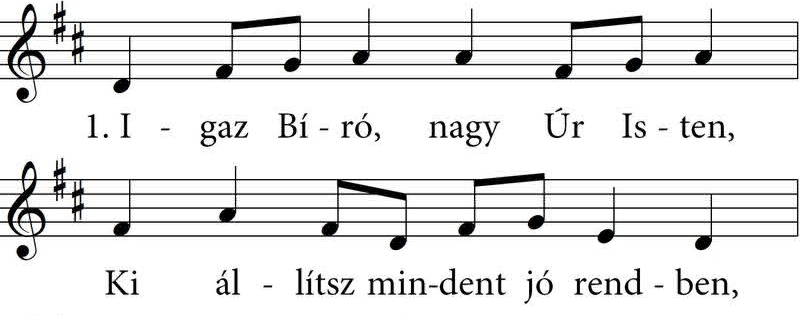 1. I - gaz Bí - ró, nagy Úr Is - ten,
Ki ál - lítsz min-dent jó rend - ben,